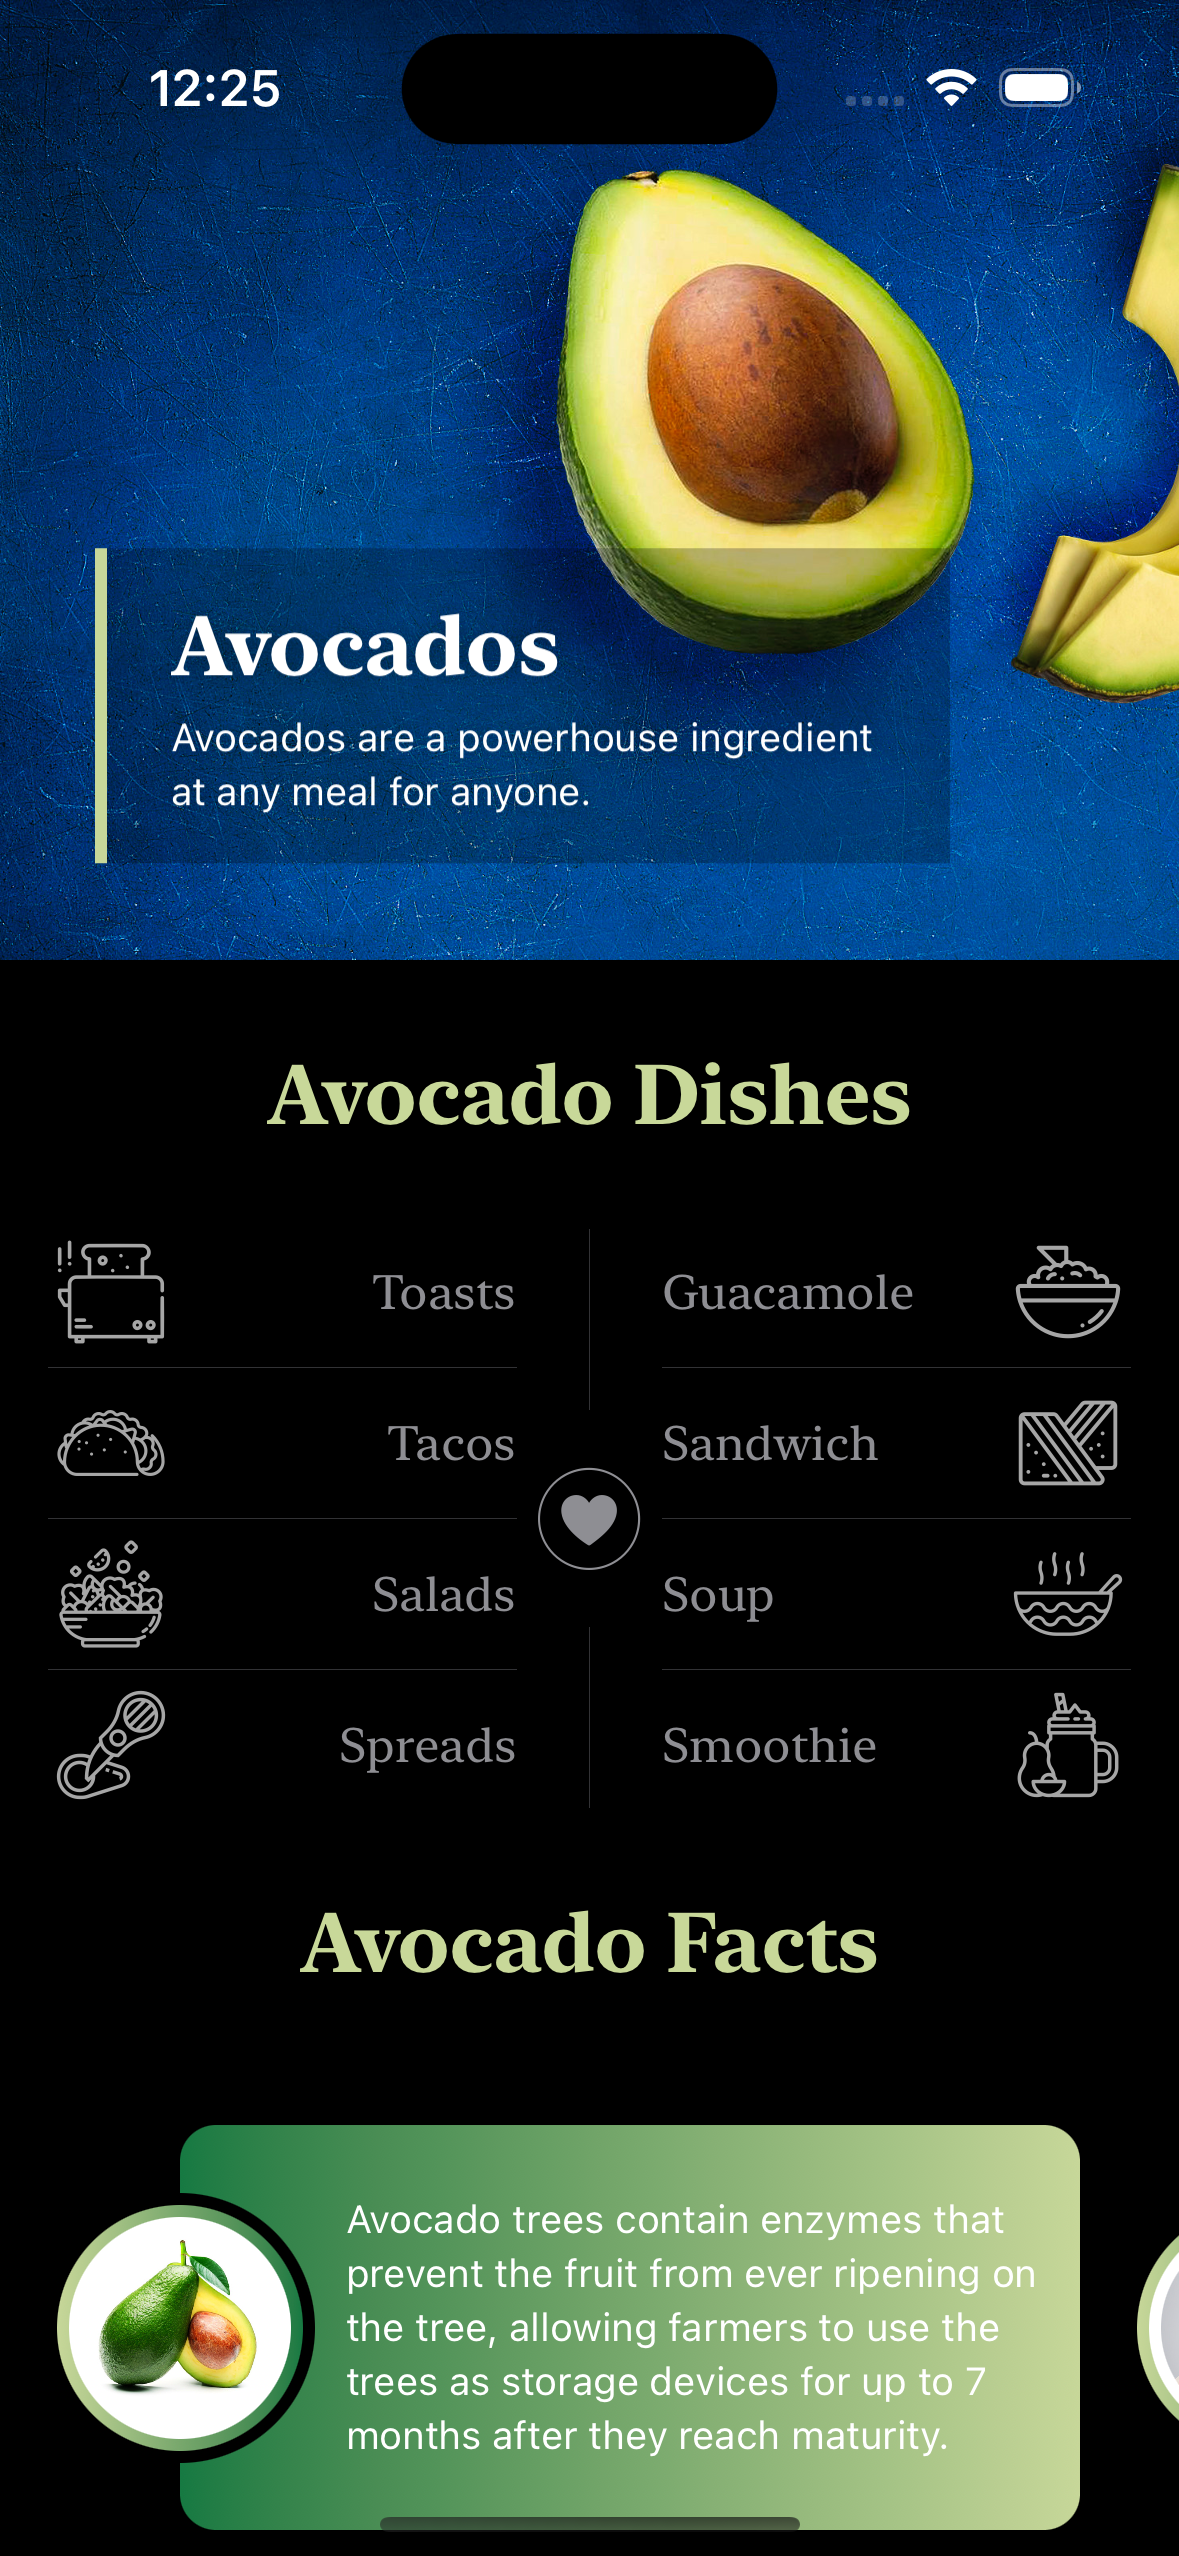 12:25
Avocados
Avocados are a powerhouse ingredient
at any meal for anyone.
Avocado Dishes
Toasts
Guacamole
Tacos
Sandwich
Salads
Soup
Spreads
Smoothie
Avocado Facts
Avocado trees contain enzymes that
prevent the fruit from ever ripening on
the tree, allowing farmers to use the
trees as storage devices for up to 7
months after they reach maturity.